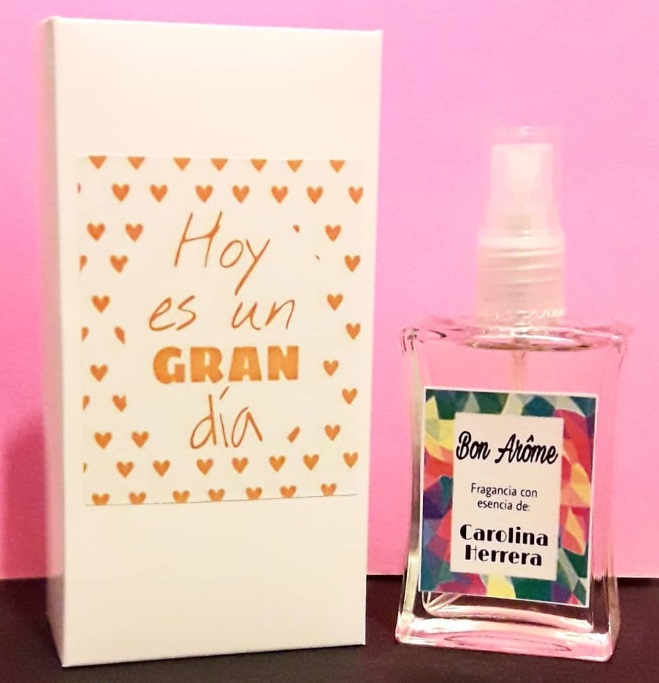 Hoy
es un
GRAN
día
Bon Arôme
Fragancia con
esencia de:
Carolina
Herrera